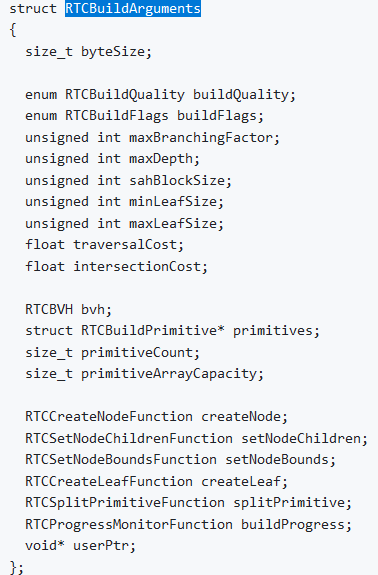 struct RTCBuildArguments
{
  size_t byteSize;

  enum RTCBuildQuality buildQuality;
  enum RTCBuildFlags buildFlags;
  unsigned int maxBranchingFactor;
  unsigned int maxDepth;
  unsigned int sahBlockSize;
  unsigned int minLeafSize;
  unsigned int maxLeafSize;
  float traversalCost;
  float intersectionCost;

  RTCBVH bvh;
  struct RTCBuildPrimitive* primitives;
  size_t primitiveCount;
  size_t primitiveArrayCapacity;

  RTCCreateNodeFunction createNode;
  RTCSetNodeChildrenFunction setNodeChildren;
  RTCSetNodeBoundsFunction setNodeBounds;
  RTCCreateLeafFunction createLeaf;
  RTCSplitPrimitiveFunction splitPrimitive;
  RTCProgressMonitorFunction buildProgress;
  void* userPtr;
};